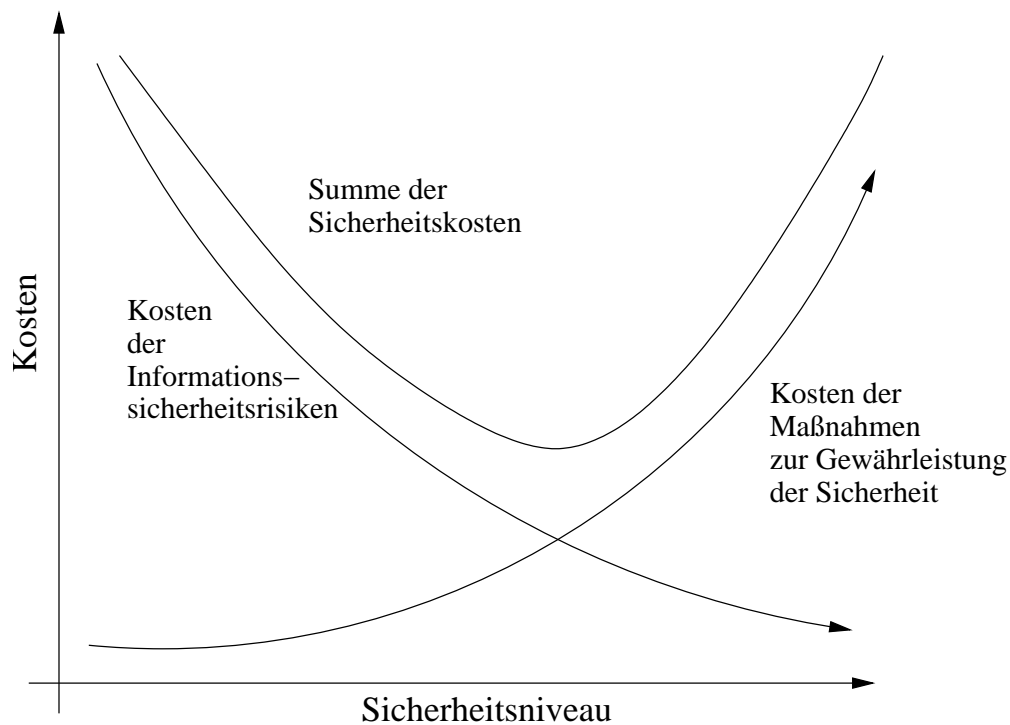 Summe der
Sicherheitskosten
Kosten
Kosten
der
Informations–
sicherheitsrisiken
Kosten der
Maßnahmen
zur Gewährleistung
der Sicherheit
Sicherheitsniveau